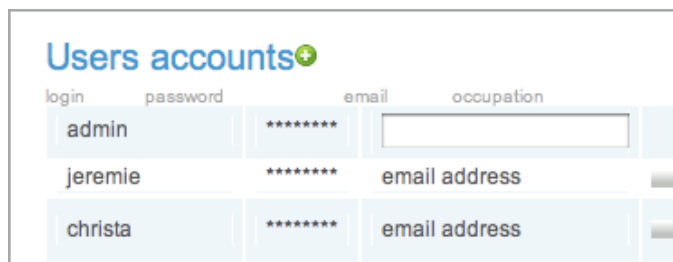 Users accounts
login password email occupation
admin ********
jeremie ******** email address
christa ******** email address